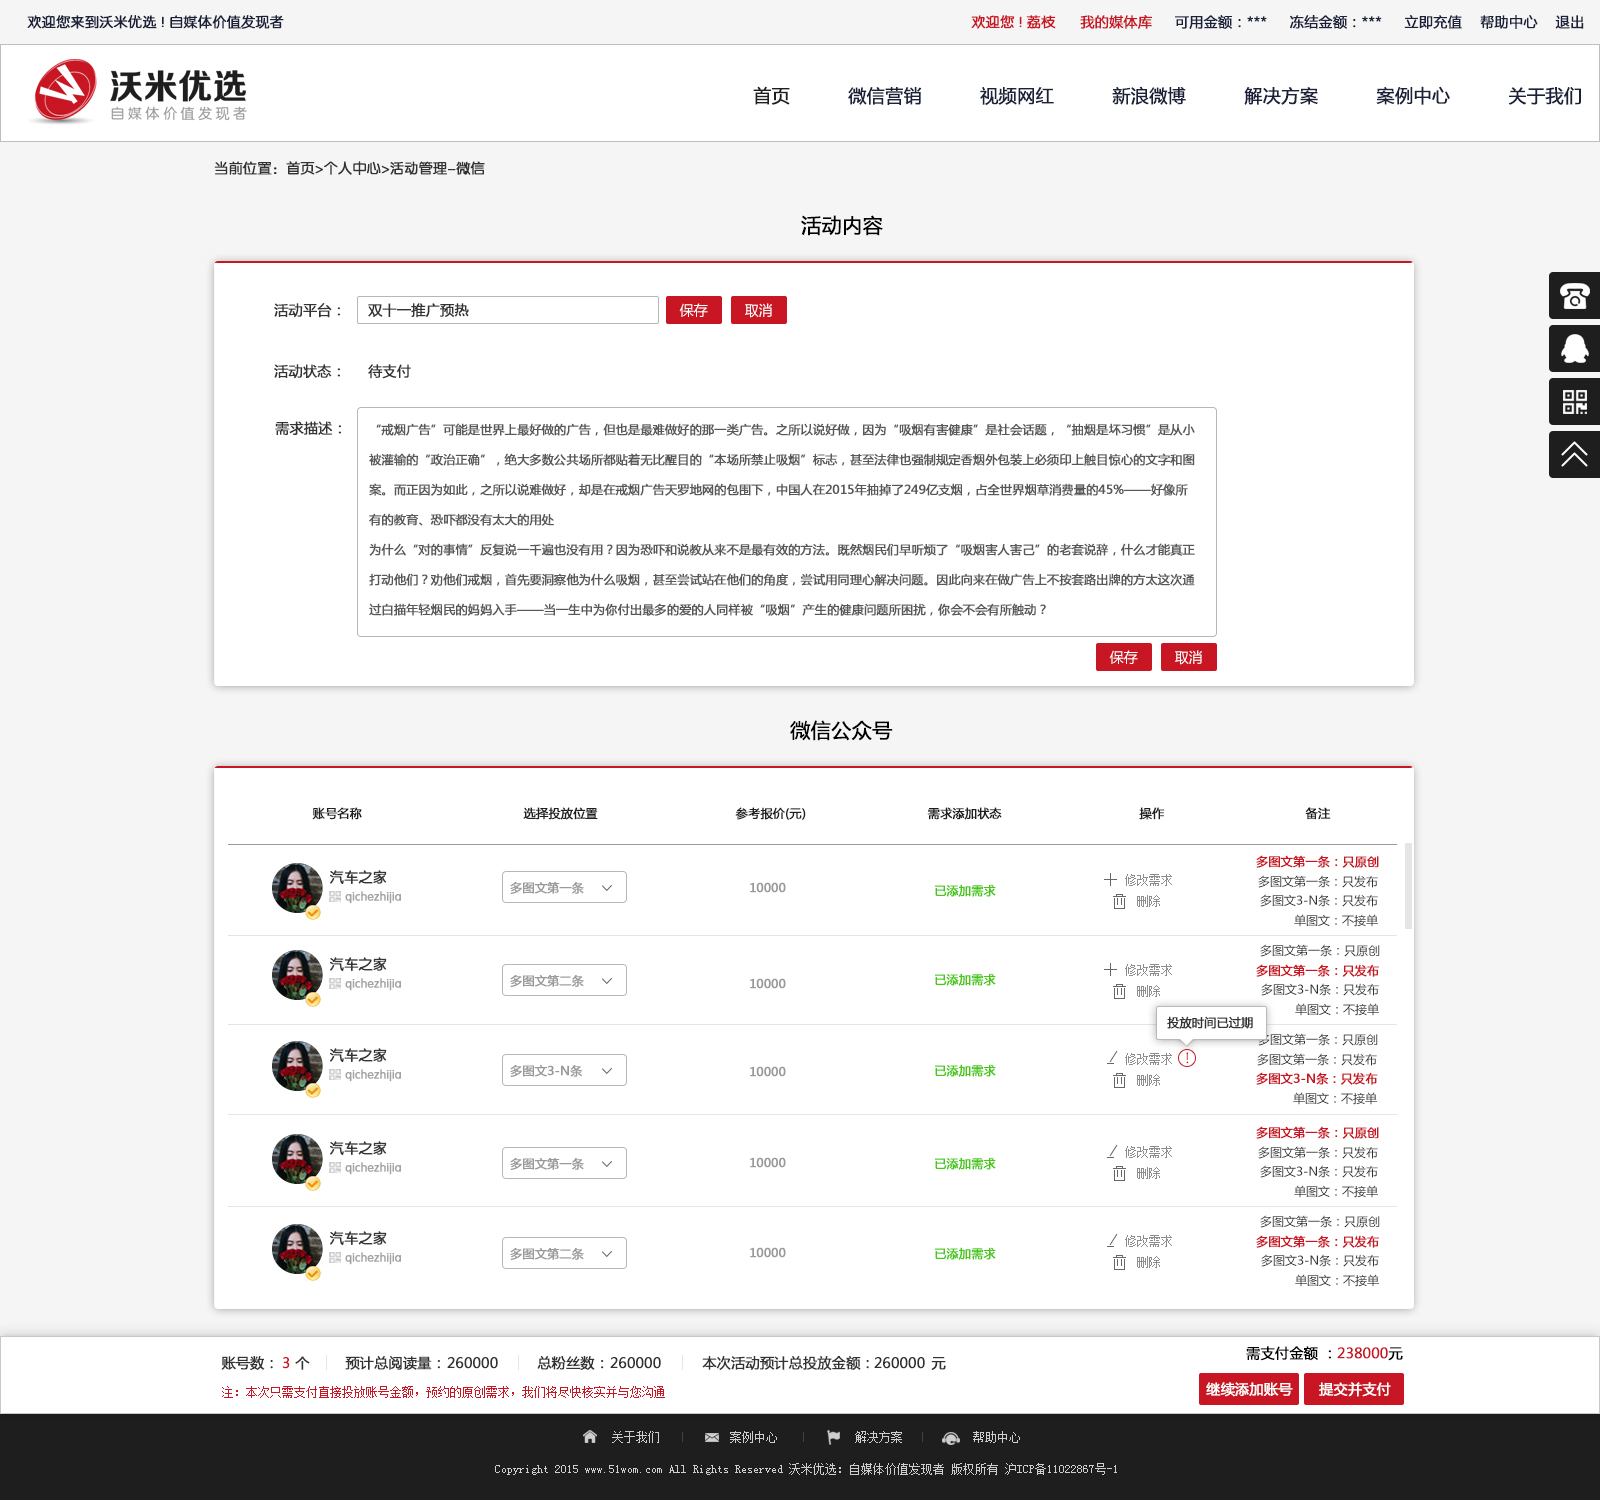 欢迎您来到沃米优选！自媒体价值发现者
欢迎您！荔枝 我的媒体库 可用金额：*** 冻结金额：*** 立即充值 帮助中心 退出
沃米优选
自媒体价值发现者
首页 微信营销 视频网红 新浪微博 解决方案 案例中心 关于我们
当前位置：首页>个人中心>活动管理-微信
活动内容
活动平台： 双十一推广预热 保存 取消
活动状态： 待支付
需求描述：
“戒烟广告”可能是世界上最好做的广告，但也是最难做好的那一类广告。之所以说好做，因为“吸烟有害健康”是社会话题，“抽烟是坏习惯”是从小
被灌输的“政治正确”，绝大多数公共场所都贴着无比醒目的“本场所禁止吸烟”标志，甚至法律也强制规定香烟外包装上必须印上触目惊心的文字和图
案。而正因为如此，之所以说难做好，却是在戒烟广告天罗地网的包围下，中国人在2015年抽掉了249亿支烟，占全世界烟草消费量的45%——好像所
有的教育、恐吓都没有太大的用处
为什么“对的事情”反复说一千遍也没有用？因为恐吓和说教从来不是最有效的方法。既然烟民们早听烦了“吸烟害人害己”的老套说辞，什么才能真正
打动他们？劝他们戒烟，首先要洞察他为什么吸烟，甚至尝试站在他们的角度，尝试用同理心解决问题。因此向来在做广告上不按套路出牌的方太这次通
过白描年轻烟民的妈妈入手——当一生中为你付出最多的爱的人同样被“吸烟”产生的健康问题所困扰，你会不会有所触动？
保存 取消
微信公众号
账号名称 选择投放位置 参考报价(元) 需求添加状态 操作 备注
汽车之家
qichezhijia
多图文第一条
10000
已添加需求
修改需求
删除
多图文第一条：只原创
多图文第一条：只发布
多图文3-N条：只发布
单图文：不接单
汽车之家
qichezhijia
多图文第二条
10000
已添加需求
修改需求
删除
多图文第一条：只原创
多图文第一条：只发布
多图文3-N条：只发布
单图文：不接单
投放时间已过期
汽车之家
qichezhijia
多图文3-N条
10000
已添加需求
修改需求
删除
多图文第一条：只原创
多图文第一条：只发布
多图文3-N条：只发布
单图文：不接单
汽车之家
qichezhijia
多图文第一条
10000
已添加需求
修改需求
删除
多图文第一条：只原创
多图文第一条：只发布
多图文3-N条：只发布
单图文：不接单
汽车之家
qichezhijia
多图文第二条
10000
已添加需求
修改需求
删除
多图文第一条：只原创
多图文第一条：只发布
多图文3-N条：只发布
单图文：不接单
账号数： 3 个 预计总阅读量：260000 总粉丝数：260000 本次活动预计总投放金额：260000 元
需支付金额 ：238000元
注：本次只需支付直接投放账号金额，预约的原创需求，我们将尽快核实并与您沟通
继续添加账号 提交并支付
关于我们 案例中心 解决方案 帮助中心
Copyright 2015 www.51wom.com All Rights Reserved 沃米优选：自媒体价值发现者 版权所有 沪ICP备11022867号-1